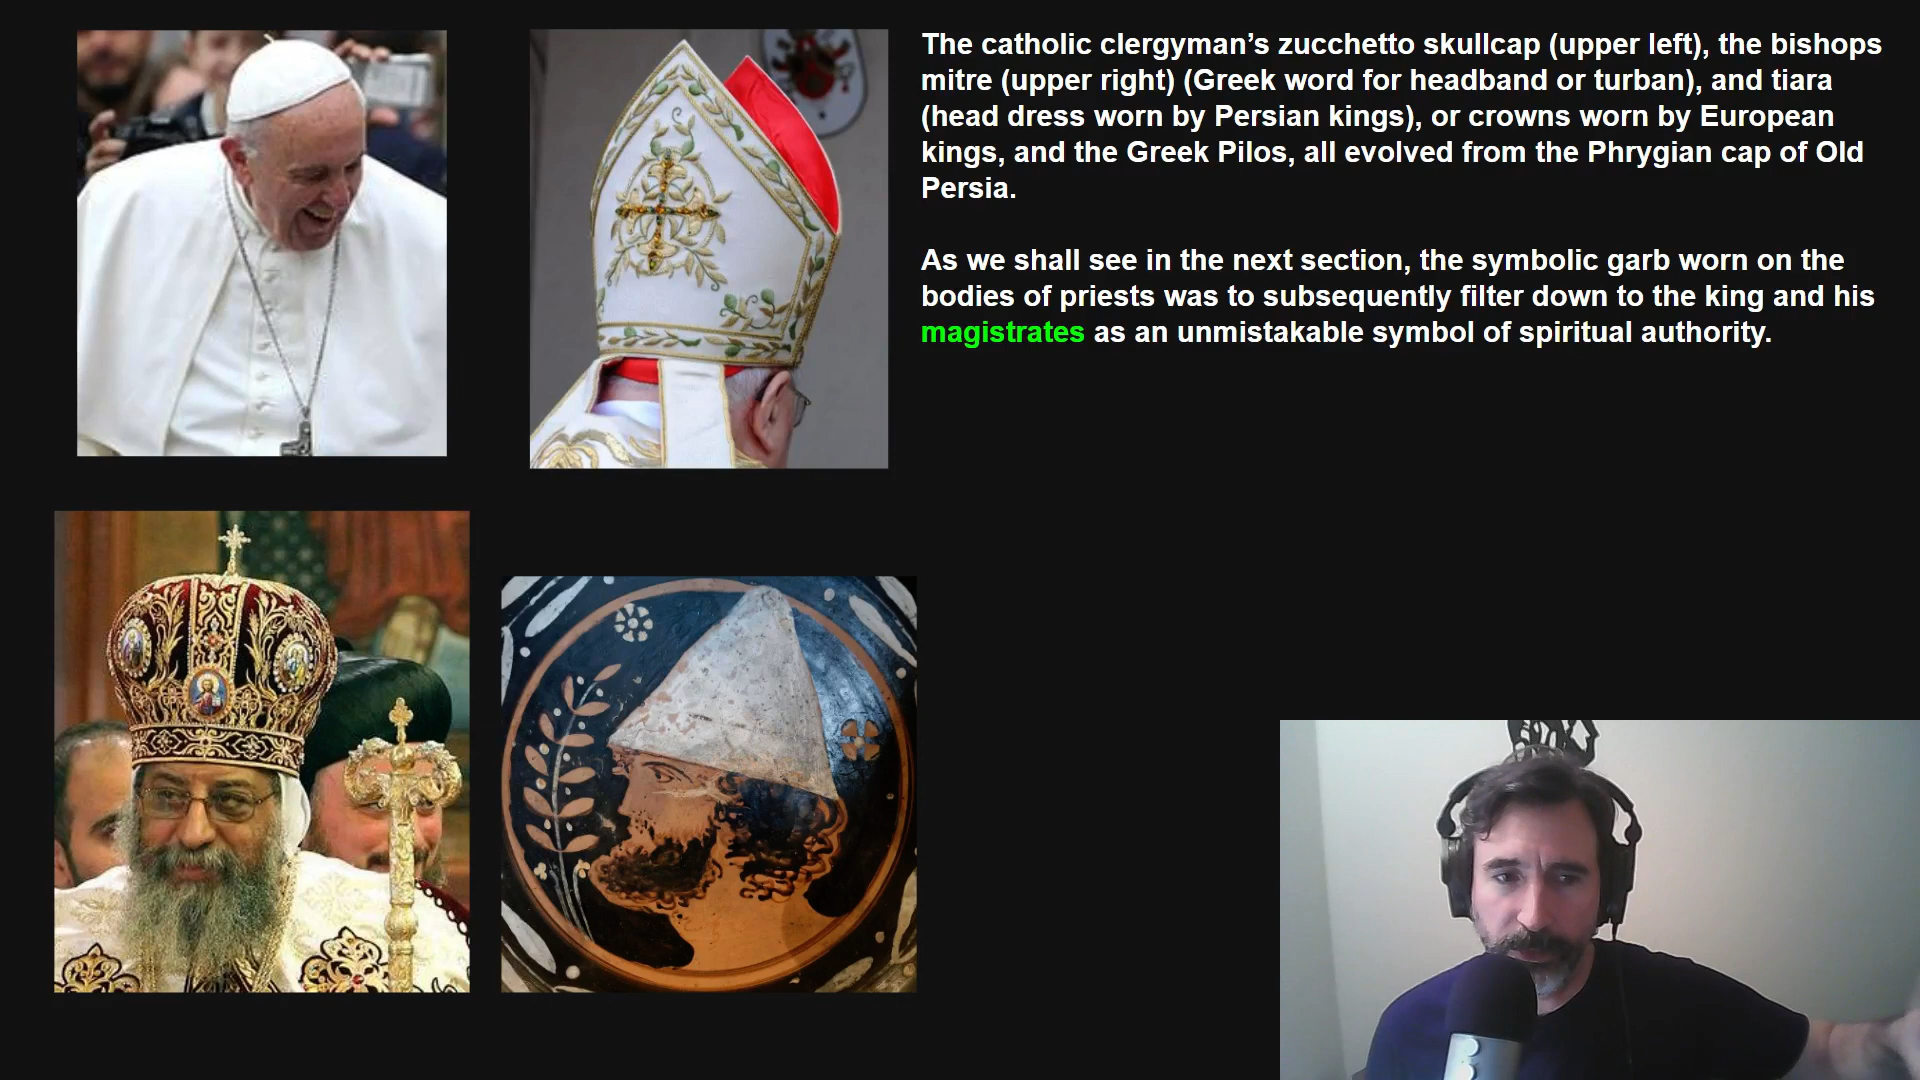 The catholic clergyman’s zucchetto skullcap (upper left), the bishops
mitre (upper right) (Greek word for headband or turban), and tiara
(head dress worn by Persian kings), or crowns worn by European
kings, and the Greek Pilos, all evolved from the Phrygian cap of Old
Persia.
As we shall see in the next section, the symbolic garb worn on the
bodies of priests was to subsequently filter down to the king and his
magistrates as an unmistakable symbol of spiritual authority.